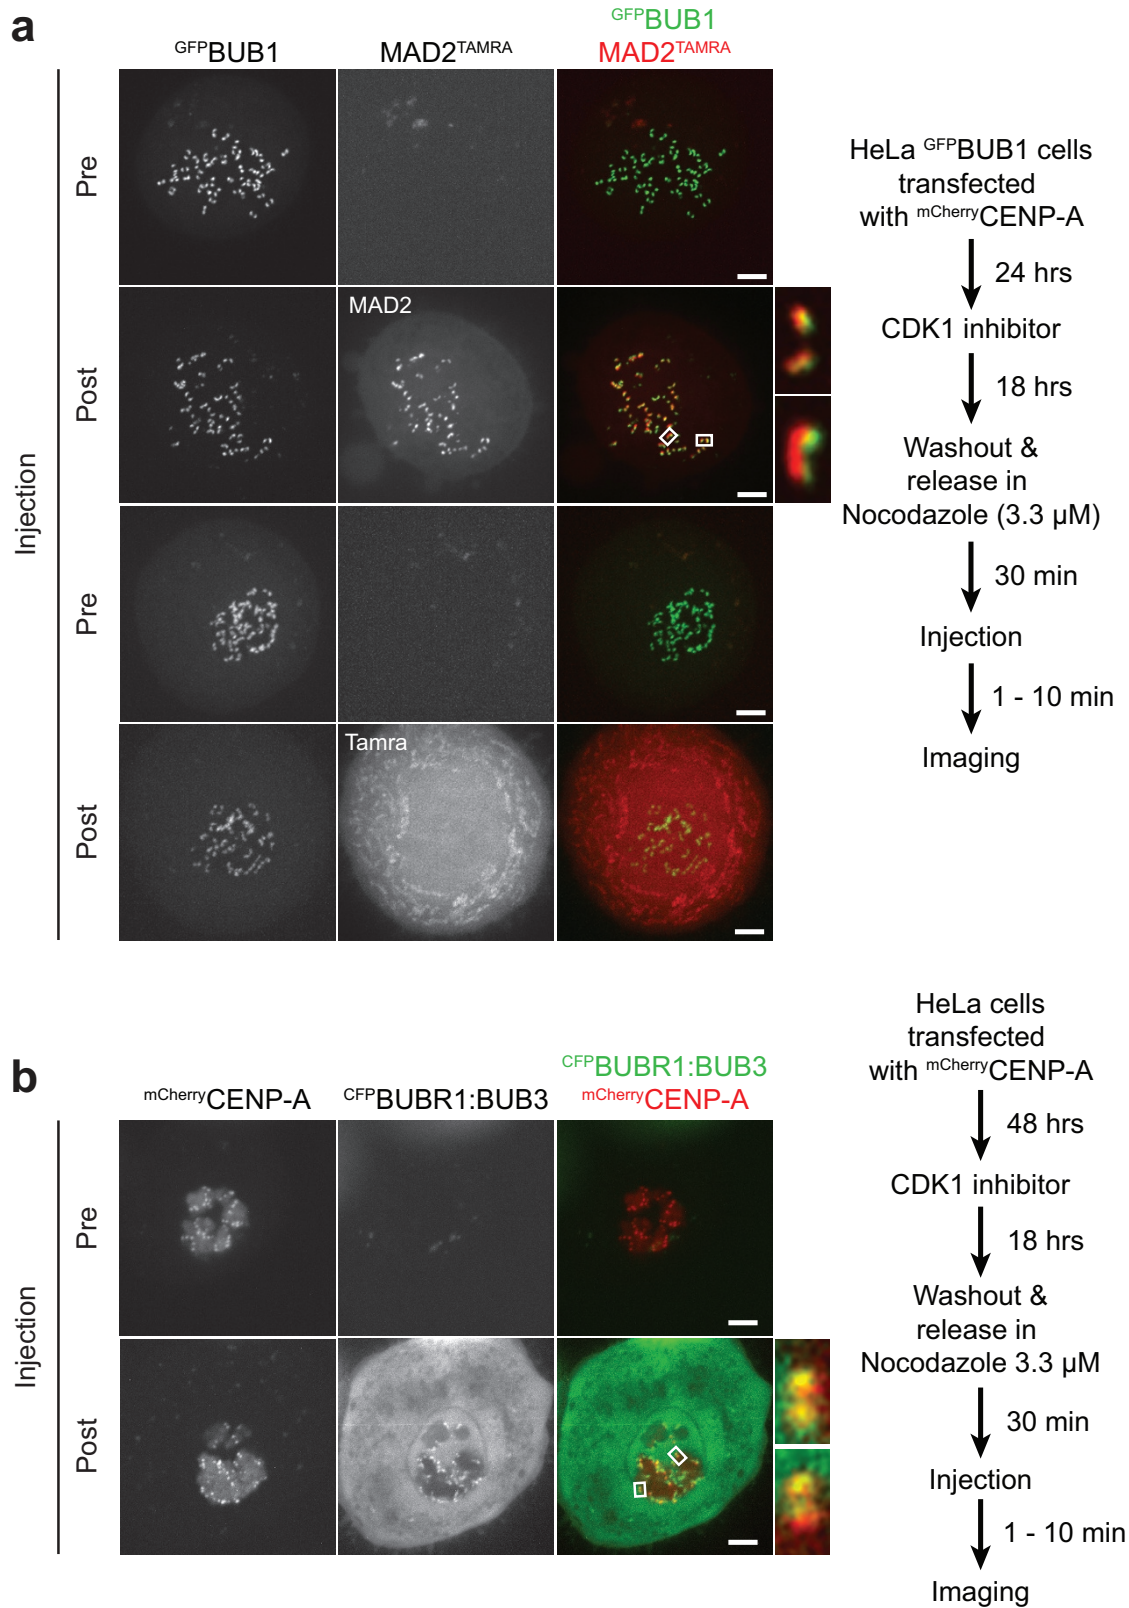 a
GFPBUB1
MAD2TAMRA
GFPBUB1
MAD2TAMRA
Injection
Pre
Post
MAD2
Pre
Post
Tamra
HeLa GFPBUB1 cells
transfected
with mCherryCENP-A
24 hrs
CDK1 inhibitor
18 hrs
Washout &
release in
Nocodazole (3.3 µM)
30 min
Injection
1 - 10 min
Imaging
b
mCherryCENP-A
CFPBUBR1:BUB3
CFPBUBR1:BUB3
mCherryCENP-A
Injection
Pre
Post
HeLa cells
transfected
with mCherryCENP-A
48 hrs
CDK1 inhibitor
18 hrs
Washout &
release in
Nocodazole 3.3 µM
30 min
Injection
1 - 10 min
Imaging